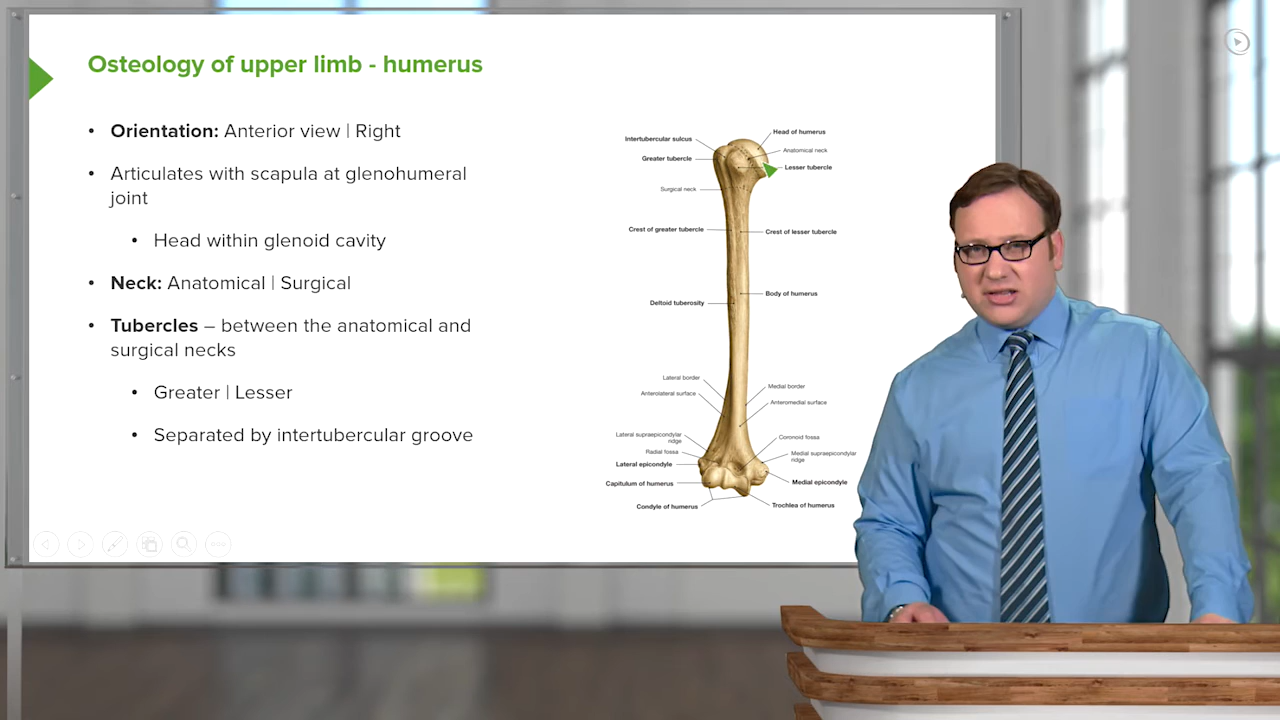 Osteology of upper limb - humerus
• Orientation: Anterior view | Right
• Articulates with scapula at glenohumeral
joint
• Head within glenoid cavity
• Neck: Anatomical | Surgical
• Tubercles – between the anatomical and
surgical necks
• Greater | Lesser
• Separated by intertubercular groove
Intertubercular sulcus
Greater tubercle
Surgical neck
Crest of greater tubercle
Deltoid tuberosity
Lateral border
Anterolateral surface
Lateral supraepicondylar
ridge
Radial fossa
Lateral epicondyle
Capitulum of humerus
Condyle of humerus
Head of humerus
Anatomical neck
Lesser tubercle
Crest of lesser tubercle
Body of humerus
Medial border
Anteromedial surface
Coronoid fossa
Medial supraepicondylar
ridge
Medial epicondyle
Trochlea of humerus